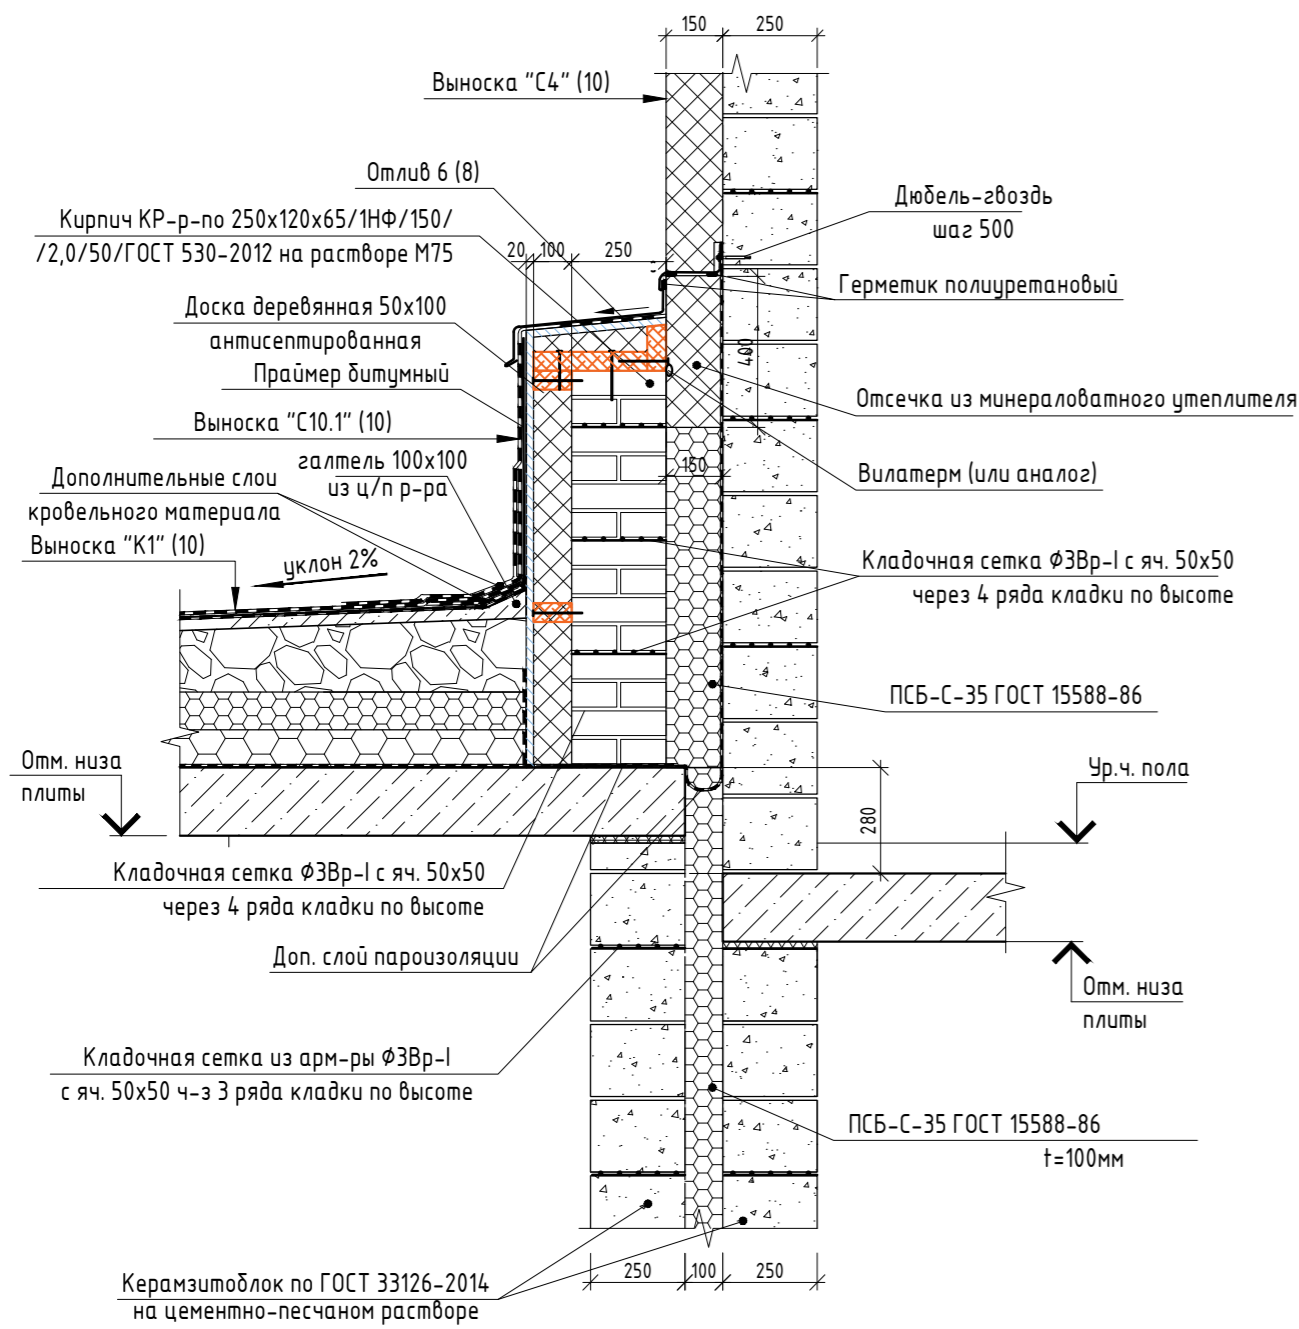 150
250
Выноска "С4" (10)
Отлив 6 (8)
Кирпич КР-р-по 250х120х65/1НФ/150/
/2,0/50/ГОСТ 530-2012 на растворе М75
20
100
250
Дюбель-гвоздь
шаг 500
Герметик полиуретановый
Доска деревянная 50х100
антисептированная
400
Праймер битумный
Отсечка из минераловатного утеплителя
Выноска "С10.1" (10)
галтель 100х100
из ц/п р-ра
150
Вилатерм (или аналог)
Дополнительные слои
кровельного материала
Выноска "К1" (10)
уклон 2%
Кладочная сетка Ф3Вр-I с яч. 50х50
через 4 ряда кладки по высоте
ПСБ-С-35 ГОСТ 15588-86
Отм. низа
плиты
Ур.ч. пола
280
Кладочная сетка Ф3Вр-I с яч. 50х50
через 4 ряда кладки по высоте
Доп. слой пароизоляции
Отм. низа
плиты
Кладочная сетка из арм-ры Ф3Вр-I
с яч. 50х50 ч-з 3 ряда кладки по высоте
ПСБ-С-35 ГОСТ 15588-86
t=100мм
250
100
250
Керамзитоблок по ГОСТ 33126-2014
на цементно-песчаном растворе